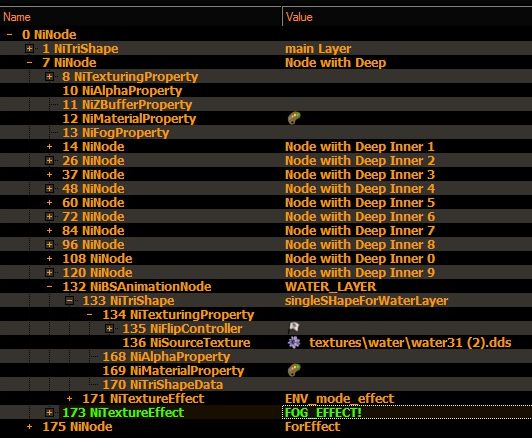 Name Value
0 NiNode
1 NiTriShape main Layer
7 NiNode Node wiith Deep
8 NiTexturingProperty
10 NiAlphaProperty
11 NiZBufferProperty
12 NiMaterialProperty
13 NiFogProperty
14 NiNode Node wiith Deep Inner 1
26 NiNode Node wiith Deep Inner 2
37 NiNode Node wiith Deep Inner 3
48 NiNode Node wiith Deep Inner 4
60 NiNode Node wiith Deep Inner 5
72 NiNode Node wiith Deep Inner 6
84 NiNode Node wiith Deep Inner 7
96 NiNode Node wiith Deep Inner 8
108 NiNode Node wiith Deep Inner 0
120 NiNode Node wiith Deep Inner 9
132 NiBSAnimationNode WATER_LAYER
133 NiTriShape singleSHapeForWaterLayer
134 NiTexturingProperty
135 NiFlipController
136 NiSourceTexture textures\water\water31 (2).dds
168 NiAlphaProperty
169 NiMaterialProperty
170 NiTriShapeData
171 NiTextureEffect ENV_mode_effect
173 NiTextureEffect FOG_EFFECT!
175 NiNode ForEffect